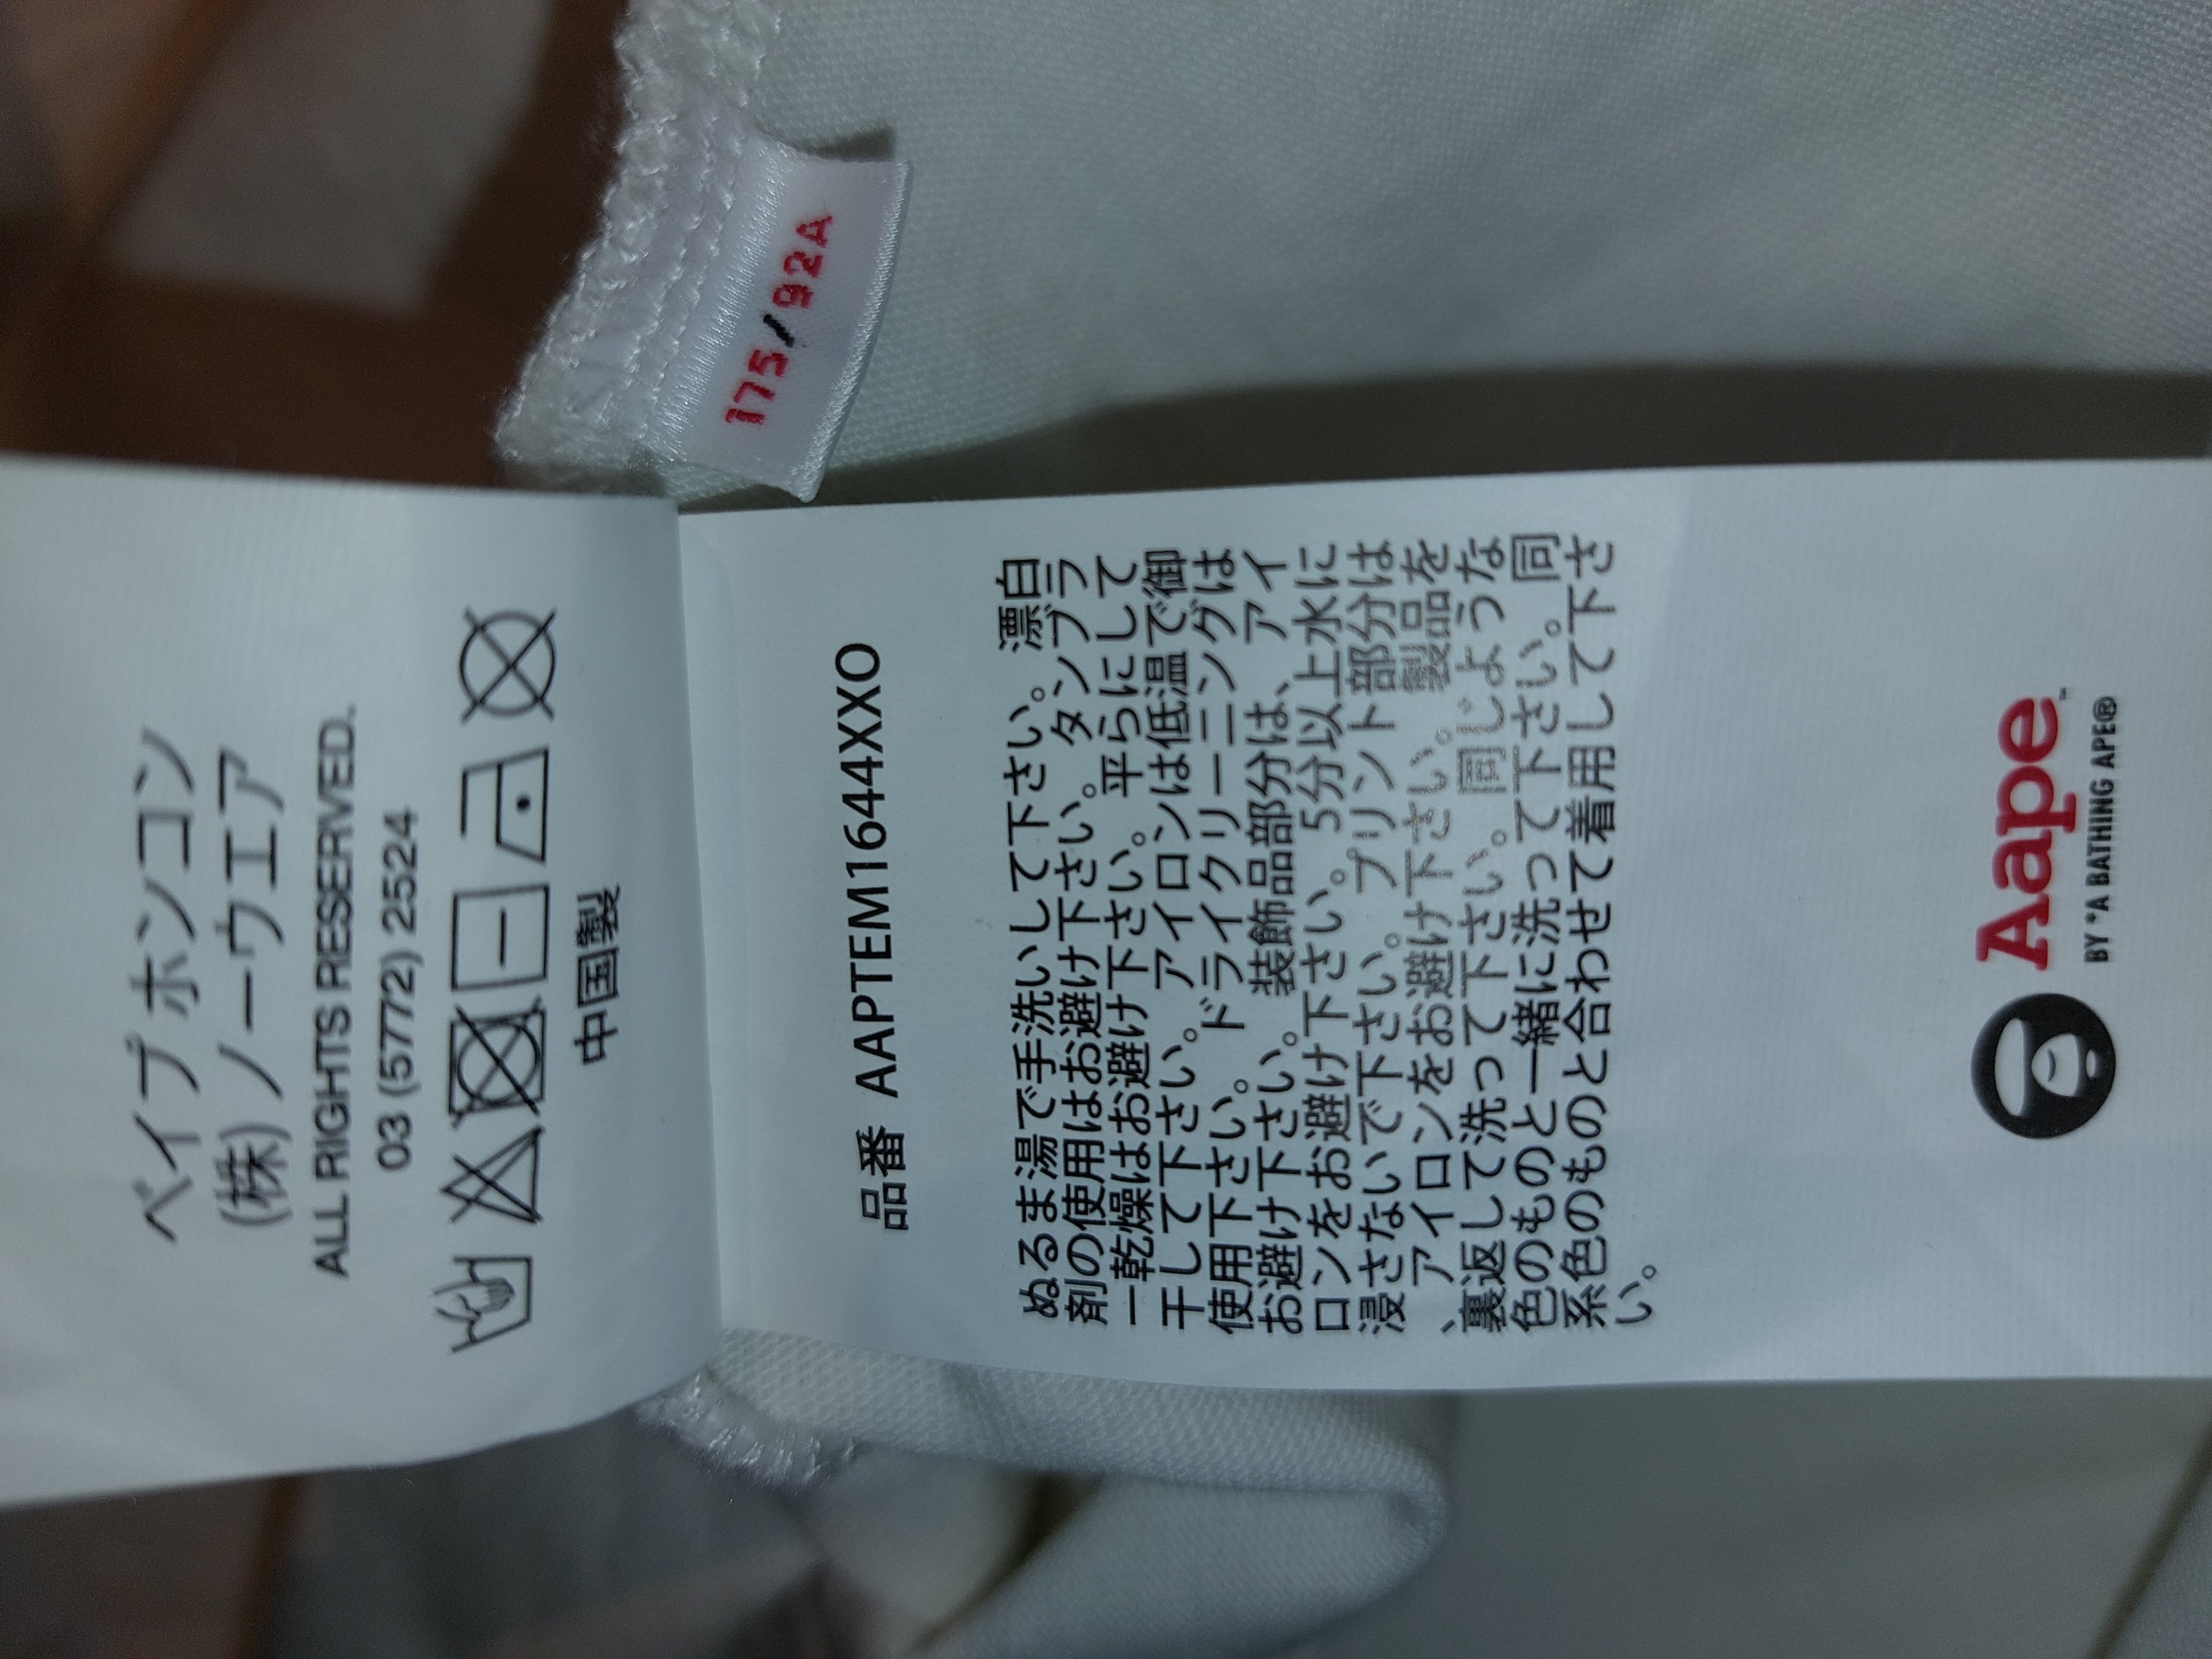 ベイプ ホンコン
(株) ノーウエア
ALL RIGHTS RESERVED.
03 (5772) 2524
中国製
175/92A
品番 AAPTEM1644XXO
ぬるま湯で手洗いして下さい。漂白
剤の使用はお避け下さい。タンブラ
ー乾燥はお避け下さい。平らにして
干して下さい。アイロンは低温で御
使用下さい。ドライクリーニングは
お避け下さい。装飾品部分は、アイ
ロンをお避け下さい。5分以上水に
浸さないで下さい。プリント部分は
アイロンをお避け下さい。製品を
、裏返して洗って下さい。同じような
色のものと一緒に洗って下さい。同
系色のものと合わせて着用して下さ
い。
Aape™
BY *A BATHING APE®